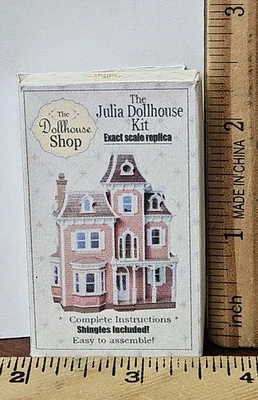 The
Dollhouse
Shop
The
Julia Dollhouse
Kit
Exact scale replica
* Complete Instructions *
Shingles Included!
Easy to assemble!
2
1
inch
MADE IN CHINA
2 3 4